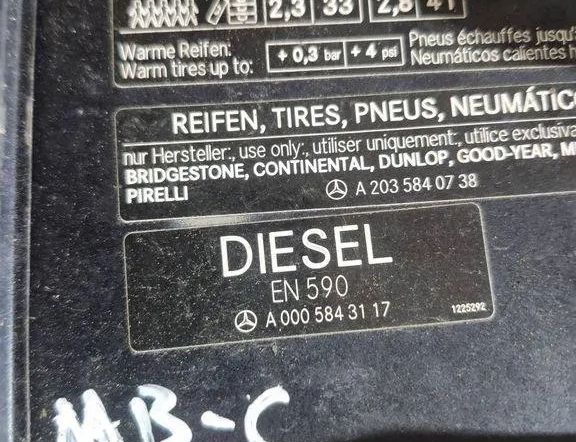 2,3 33 2,8 41
Warme Reifen: + 0,3 bar + 4 psi Pneus échauffes jusqu'
Warm tires up to: Neumáticos calientes h
REIFEN, TIRES, PNEUS, NEUMÁTIC
nur Hersteller:, use only:, utiliser uniquement:, utilice exclusiva
BRIDGESTONE, CONTINENTAL, DUNLOP, GOOD-YEAR, M
PIRELLI A 203 584 07 38
DIESEL
EN 590
A 000 584 31 17 1225292
MB-C